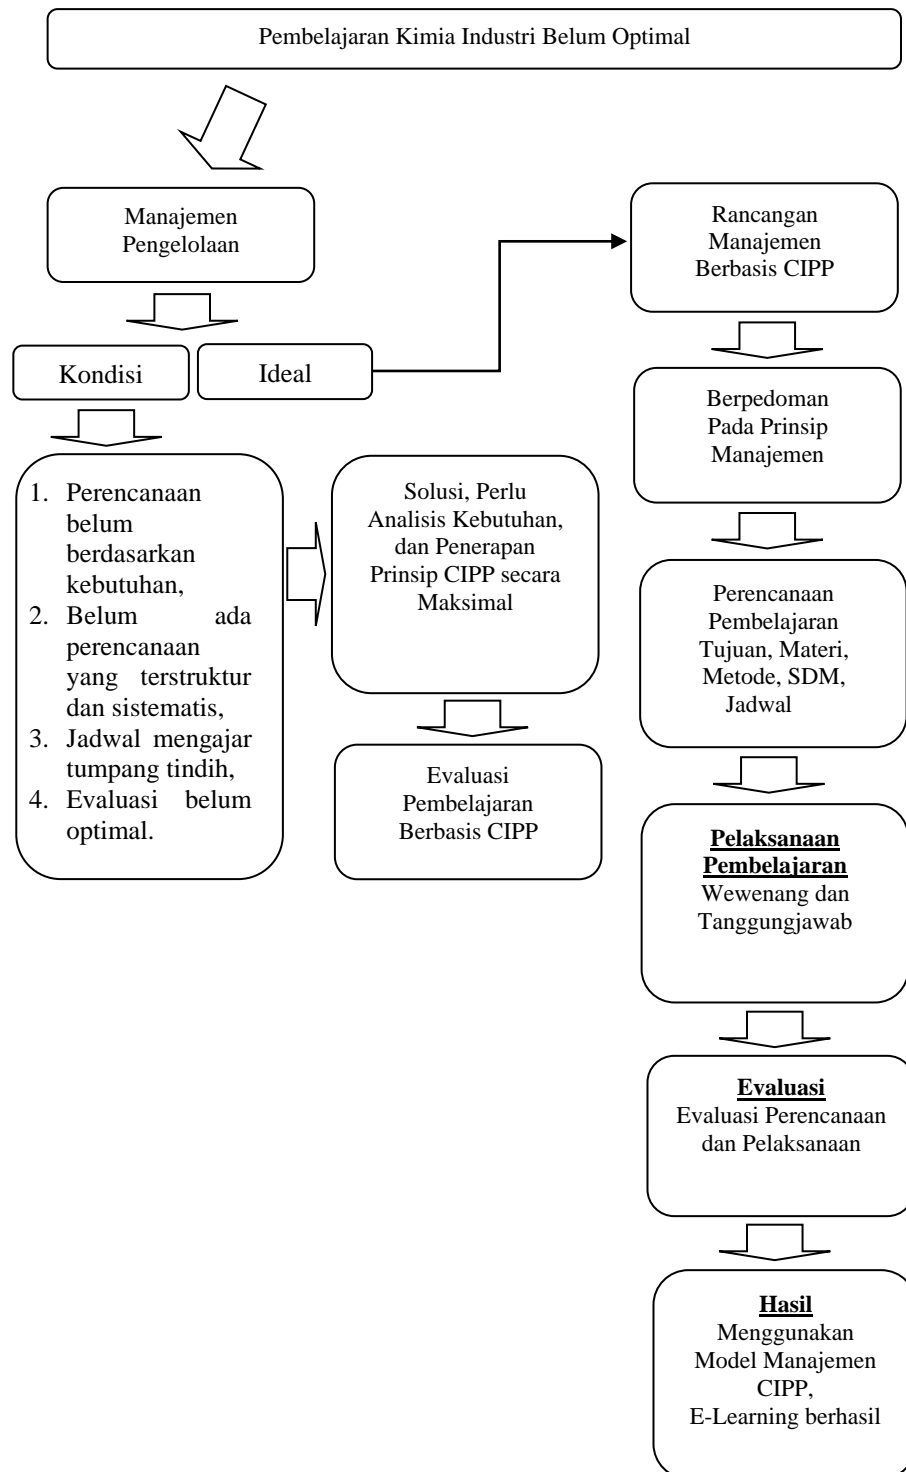 Pembelajaran Kimia Industri Belum Optimal
Manajemen
Pengelolaan
Kondisi
Ideal
1. Perencanaan
belum
berdasarkan
kebutuhan,
2. Belum ada
perencanaan
yang terstruktur
dan sistematis,
3. Jadwal mengajar
tumpang tindih,
4. Evaluasi belum
optimal.
Solusi, Perlu
Analisis Kebutuhan,
dan Penerapan
Prinsip CIPP secara
Maksimal
Evaluasi
Pembelajaran
Berbasis CIPP
Rancangan
Manajemen
Berbasis CIPP
Berpedoman
Pada Prinsip
Manajemen
Perencanaan
Pembelajaran
Tujuan, Materi,
Metode, SDM,
Jadwal
Pelaksanaan
Pembelajaran
Wewenang dan
Tanggungjawab
Evaluasi
Evaluasi Perencanaan
dan Pelaksanaan
Hasil
Menggunakan
Model Manajemen
CIPP,
E-Learning berhasil